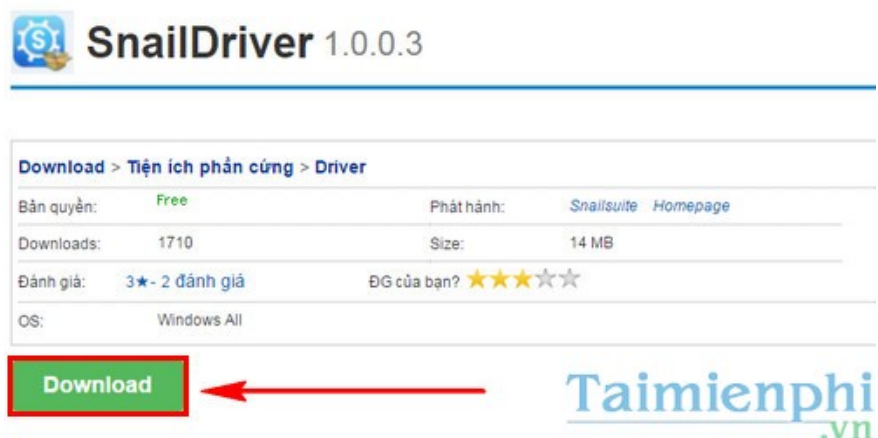 SnailDriver 1.0.0.3
Download > Tiện ích phần cứng > Driver
Bản quyền: Free Phát hành: Snailsuite Homepage
Downloads: 1710 Size: 14 MB
Đánh giá: 3★- 2 đánh giá ĐG của bạn?
OS: Windows All
Download
Taimienphi
.vn